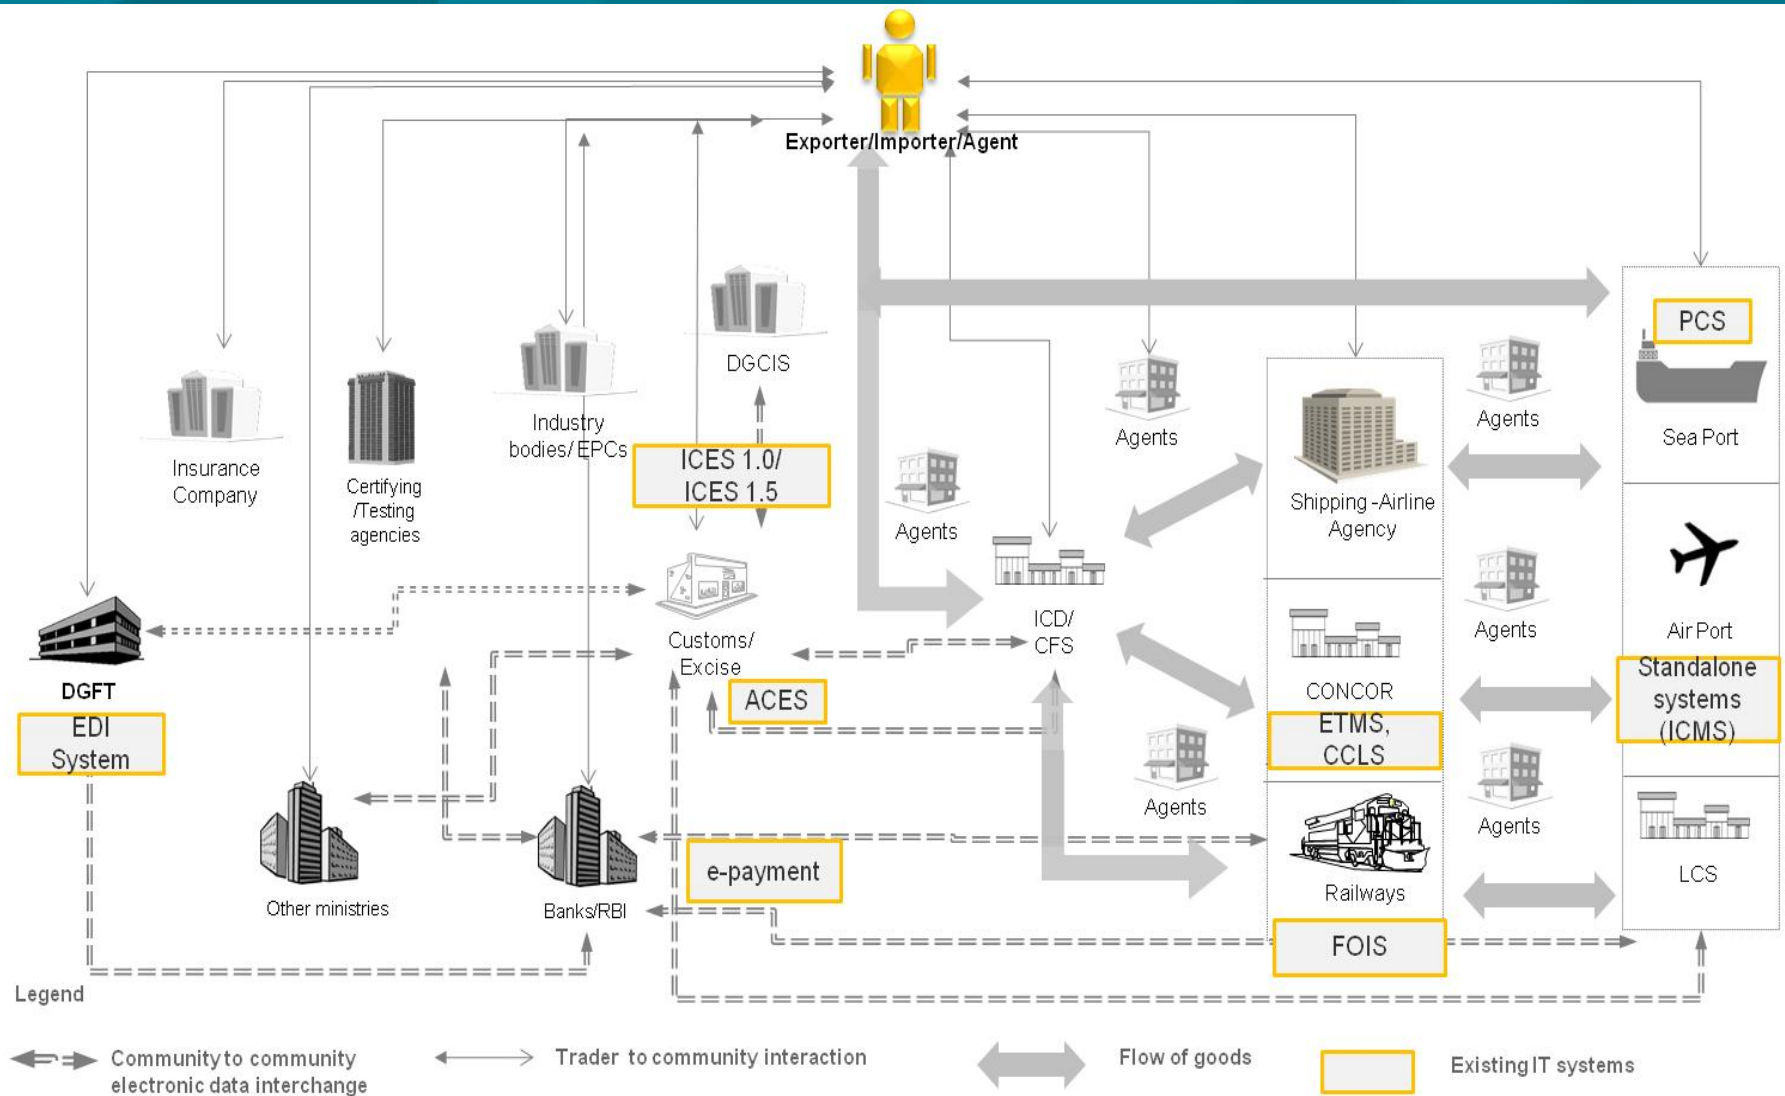 Exporter/Importer/Agent
PCS
DGCIS
Sea Port
Agents
Agents
Industry
bodies/ EPCs
Insurance
Company
Certifying
/Testing
agencies
ICES 1.0/
ICES 1.5
Agents
Shipping -Airline
Agency
ICD/
CFS
Agents
Air Port
Customs/
Excise
DGFT
EDI
System
ACES
CONCOR
ETMS,
CCLS
Standalone
systems
(ICMS)
Agents
Agents
e-payment
Railways
LCS
Other ministries
Banks/RBI
FOIS
Legend
Community to community
electronic data interchange
Trader to community interaction
Flow of goods
Existing IT systems